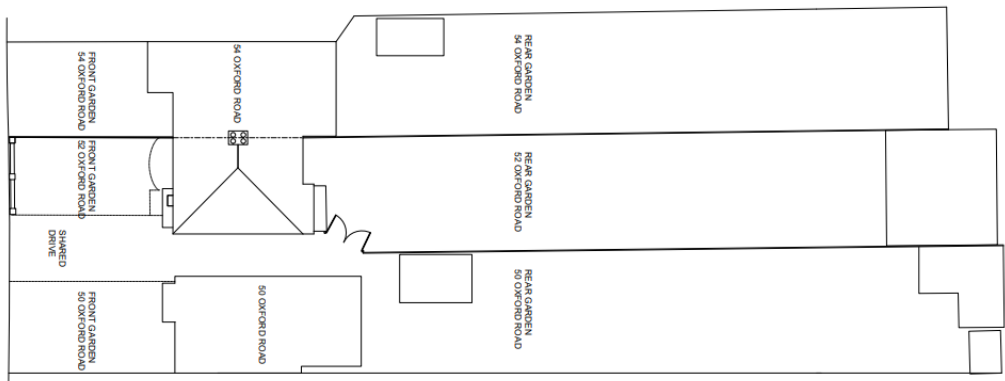 FRONT GARDEN
54 OXFORD ROAD
54 OXFORD ROAD
REAR GARDEN
54 OXFORD ROAD
FRONT GARDEN
52 OXFORD ROAD
REAR GARDEN
52 OXFORD ROAD
SHARED
DRIVE
FRONT GARDEN
50 OXFORD ROAD
50 OXFORD ROAD
REAR GARDEN
50 OXFORD ROAD